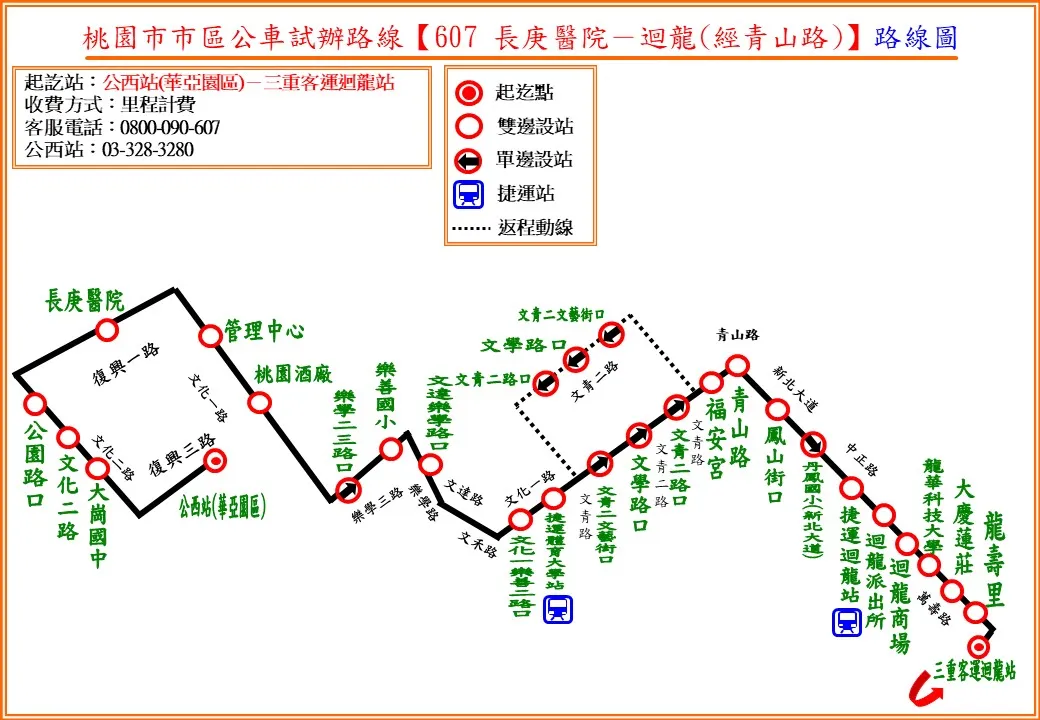 桃園市市區公車試辦路線【607 長庚醫院－迴龍(經青山路)】路線圖
起訖站：公西站(華亞園區)－三重客運迴龍站
收費方式：里程計費
客服電話：0800-090-607
公西站：03-328-3280
起迄點
雙邊設站
單邊設站
捷運站
返程動線
長庚醫院
復興一路
管理中心
文化一路
桃園酒廠
公園路口
文化二路
文化二路
大崗國中
復興三路
公西站(華亞園區)
樂學二三路口
樂善國小
樂學三路
文達樂學路口
樂學路
文達路
文禾路
文化一路
文化一樂善二路口
捷運體育大學站
文青二文藝街口
文學路口
文青二路口
文青二路
文青路
文青二文藝街口
文學路口
文青二路
文青二路口
文青路
福安宮
青山路
青山路
新北大道
鳳山街口
丹鳳國小(新北大道)
中正路
捷運迴龍站
迴龍派出所
迴龍商場
龍華科技大學
萬壽路
大慶蓮莊
龍壽里
三重客運迴龍站